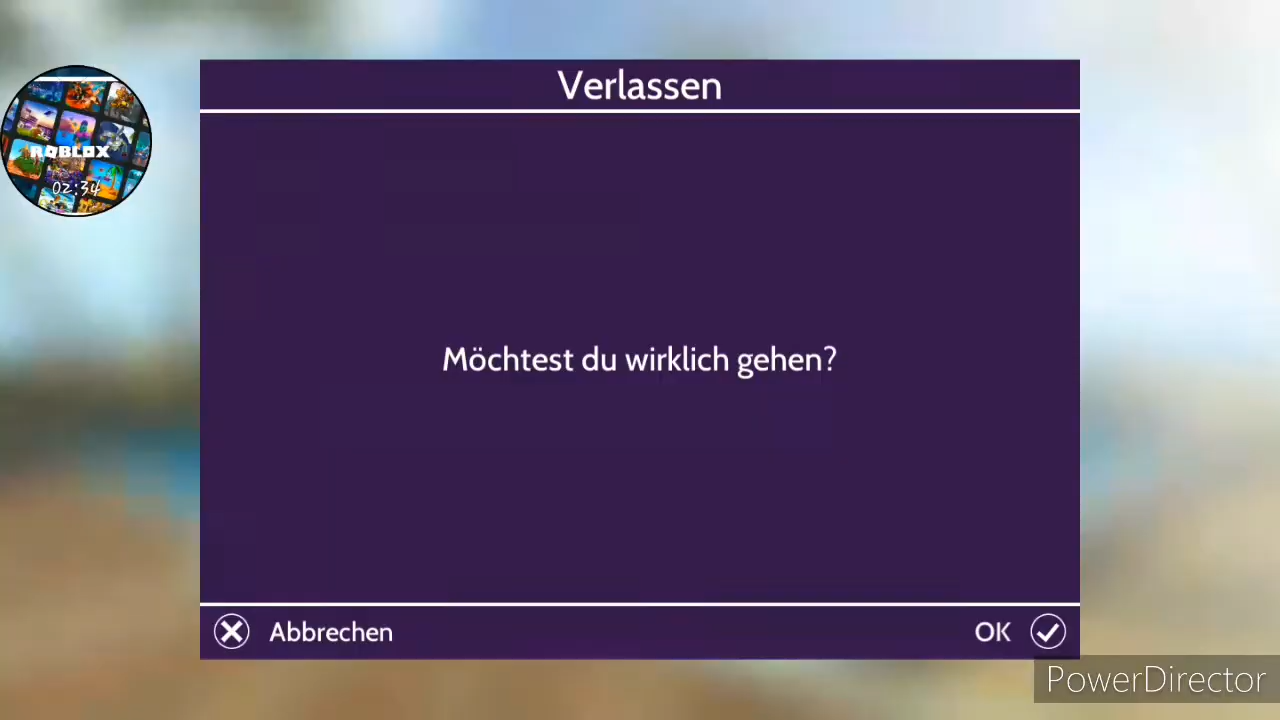 Verlassen
ROBLOX
02:34
Möchtest du wirklich gehen?
Abbrechen
OK
PowerDirector